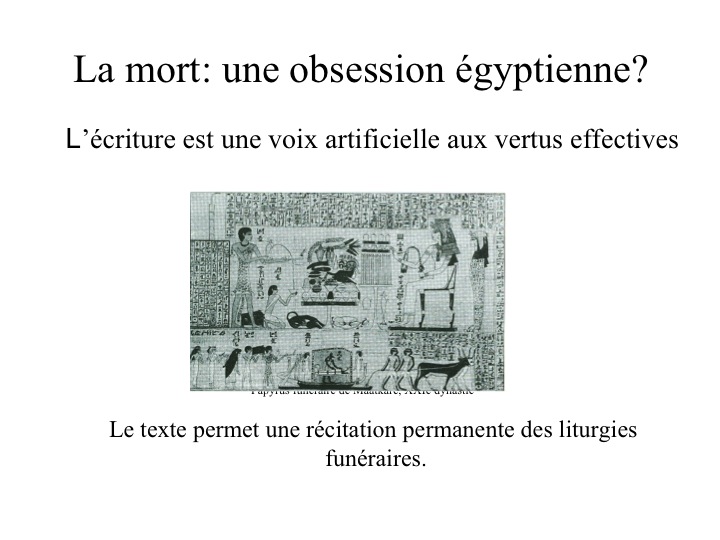 La mort: une obsession égyptienne?
L’écriture est une voix artificielle aux vertus effectives
Papyrus funéraire de Maatkare, XXIe dynastie
Le texte permet une récitation permanente des liturgies
funéraires.